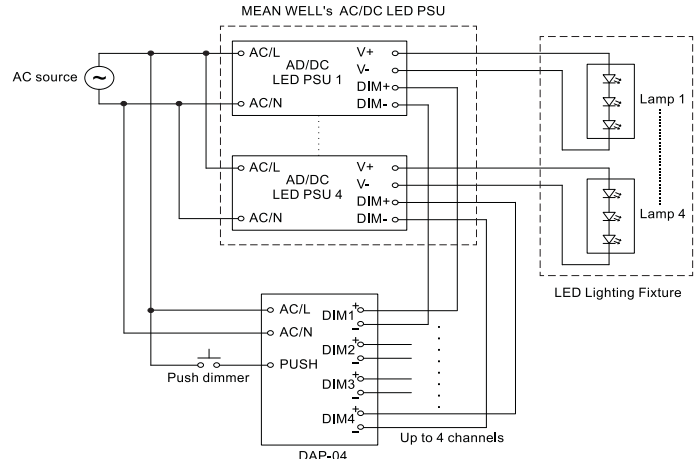 MEAN WELL's AC/DC LED PSU
AC source
~
AC/L
AC/N
AD/DC
LED PSU 1
V+
V-
DIM+
DIM-
Lamp 1
AC/L
AC/N
AD/DC
LED PSU 4
V+
V-
DIM+
DIM-
Lamp 4
LED Lighting Fixture
AC/L
AC/N
PUSH
Push dimmer
DIM1 + -
DIM2 + -
DIM3 + -
DIM4 + -
Up to 4 channels
DAP-04